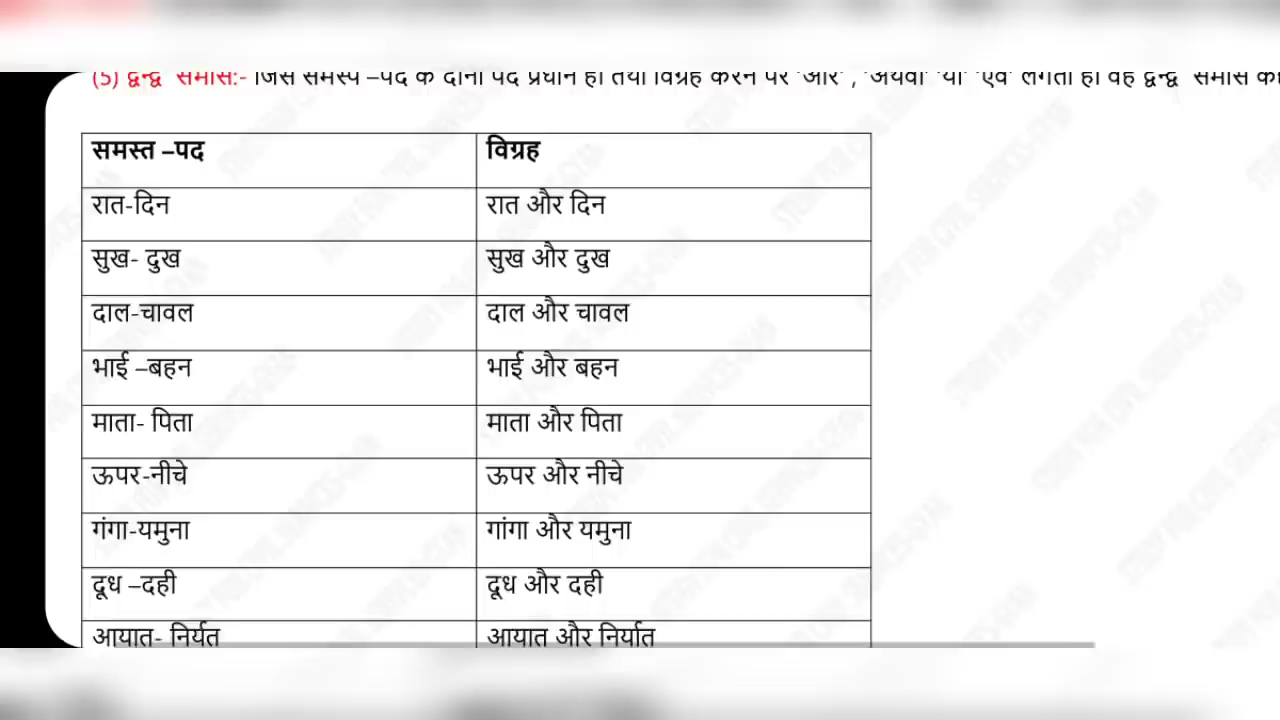 (5) द्वन्द्व समास:- जिस समस्प –पद के दोनों पद प्रधान हों तथा विग्रह करने पर 'और' , 'अथवा' 'या' 'एवं' लगता हो वह द्वन्द्व समास
समस्त –पद विग्रह
रात-दिन रात और दिन
सुख- दुख सुख और दुख
दाल-चावल दाल और चावल
भाई –बहन भाई और बहन
माता- पिता माता और पिता
ऊपर-नीचे ऊपर और नीचे
गंगा-यमुना गांगा और यमुना
दूध –दही दूध और दही
आयात- निर्यत आयात और निर्यात